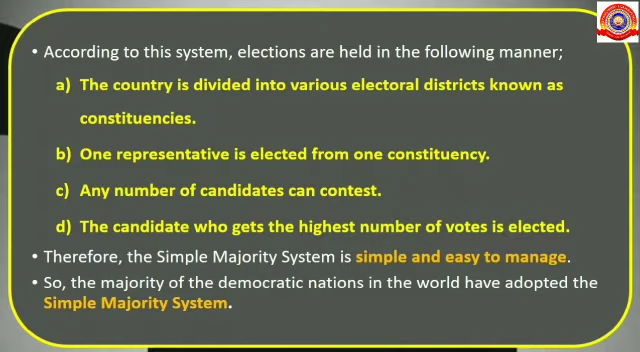 • According to this system, elections are held in the following manner;
a) The country is divided into various electoral districts known as
constituencies.
b) One representative is elected from one constituency.
c) Any number of candidates can contest.
d) The candidate who gets the highest number of votes is elected.
• Therefore, the Simple Majority System is simple and easy to manage.
• So, the majority of the democratic nations in the world have adopted the
Simple Majority System.